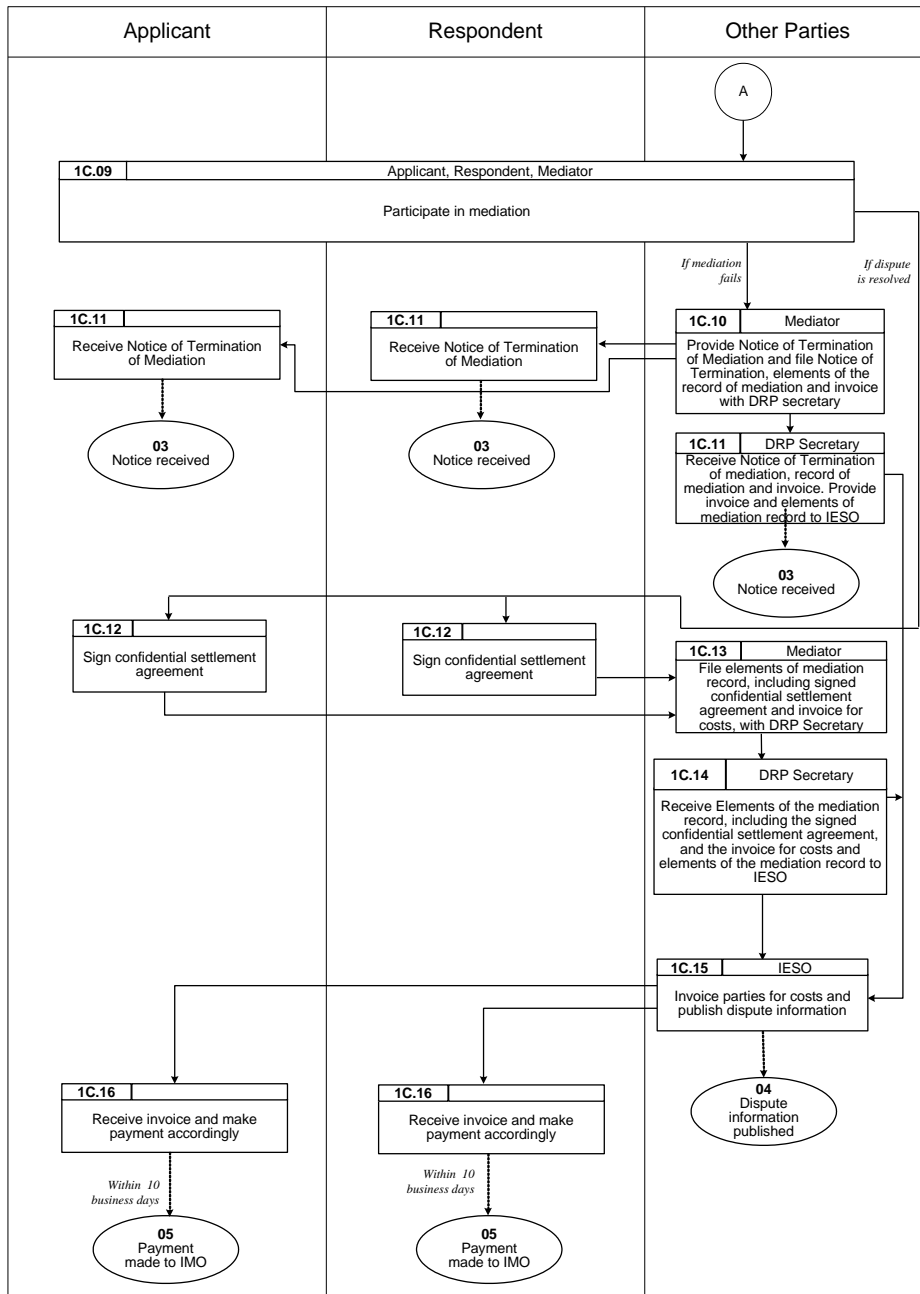 Applicant
Respondent
Other Parties
A
1C.09
Applicant, Respondent, Mediator
Participate in mediation
If mediation
fails
If dispute
is resolved
1C.11
Receive Notice of Termination
of Mediation
1C.11
Receive Notice of Termination
of Mediation
1C.10
Mediator
Provide Notice of Termination
of Mediation and file Notice of
Termination, elements of the
record of mediation and invoice
with DRP secretary
03
Notice received
03
Notice received
1C.11
DRP Secretary
Receive Notice of Termination
of mediation, record of
mediation and invoice. Provide
invoice and elements of
mediation record to IESO
03
Notice received
1C.12
Sign confidential settlement
agreement
1C.12
Sign confidential settlement
agreement
1C.13
Mediator
File elements of mediation
record, including signed
confidential settlement
agreement and invoice for
costs, with DRP Secretary
1C.14
DRP Secretary
Receive Elements of the mediation
record, including the signed
confidential settlement agreement,
and the invoice for costs and
elements of the mediation record to
IESO
1C.15
IESO
Invoice parties for costs and
publish dispute information
1C.16
Receive invoice and make
payment accordingly
1C.16
Receive invoice and make
payment accordingly
04
Dispute
information
published
Within 10
business days
Within 10
business days
05
Payment
made to IMO
05
Payment
made to IMO